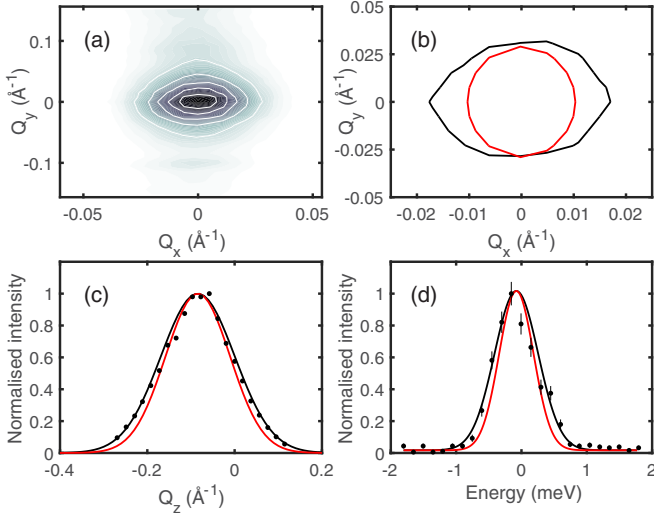 (a)
Q_y (Å⁻¹)
0.1
0
-0.1
-0.05 0 0.05
Q_x (Å⁻¹)
(b)
Q_y (Å⁻¹)
0.05
0.025
0
-0.025
-0.05
-0.02 -0.01 0 0.01 0.02
Q_x (Å⁻¹)
(c)
Normalised intensity
1
0.8
0.6
0.4
0.2
0
-0.4 -0.2 0 0.2
Q_z (Å⁻¹)
(d)
Normalised intensity
1
0.8
0.6
0.4
0.2
0
-2 -1 0 1 2
Energy (meV)